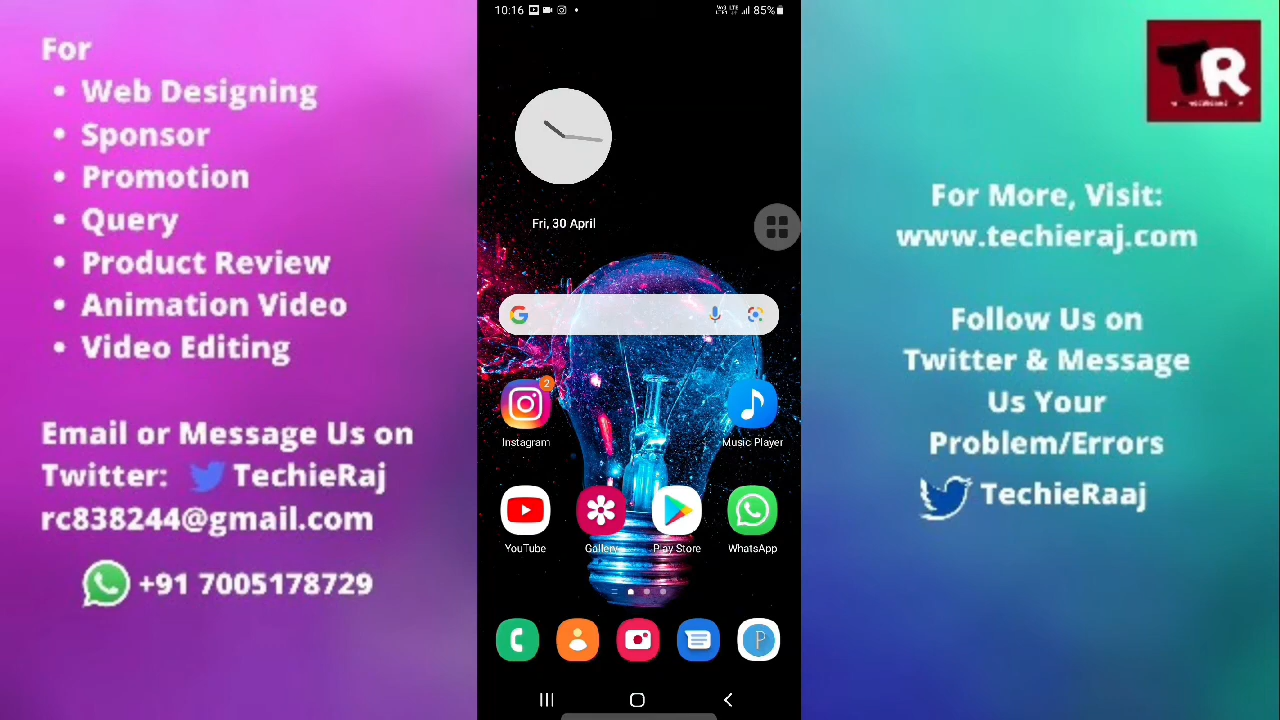 For
• Web Designing
• Sponsor
• Promotion
• Query
• Product Review
• Animation Video
• Video Editing
Email or Message Us on
Twitter: TechieRaj
rc838244@gmail.com
+91 7005178729
10:16
85%
Fri, 30 April
Instagram
2
Music Player
YouTube
Gallery
Play Store
WhatsApp
TR
For More, Visit:
www.techieraj.com
Follow Us on
Twitter & Message
Us Your
Problem/Errors
TechieRaaj